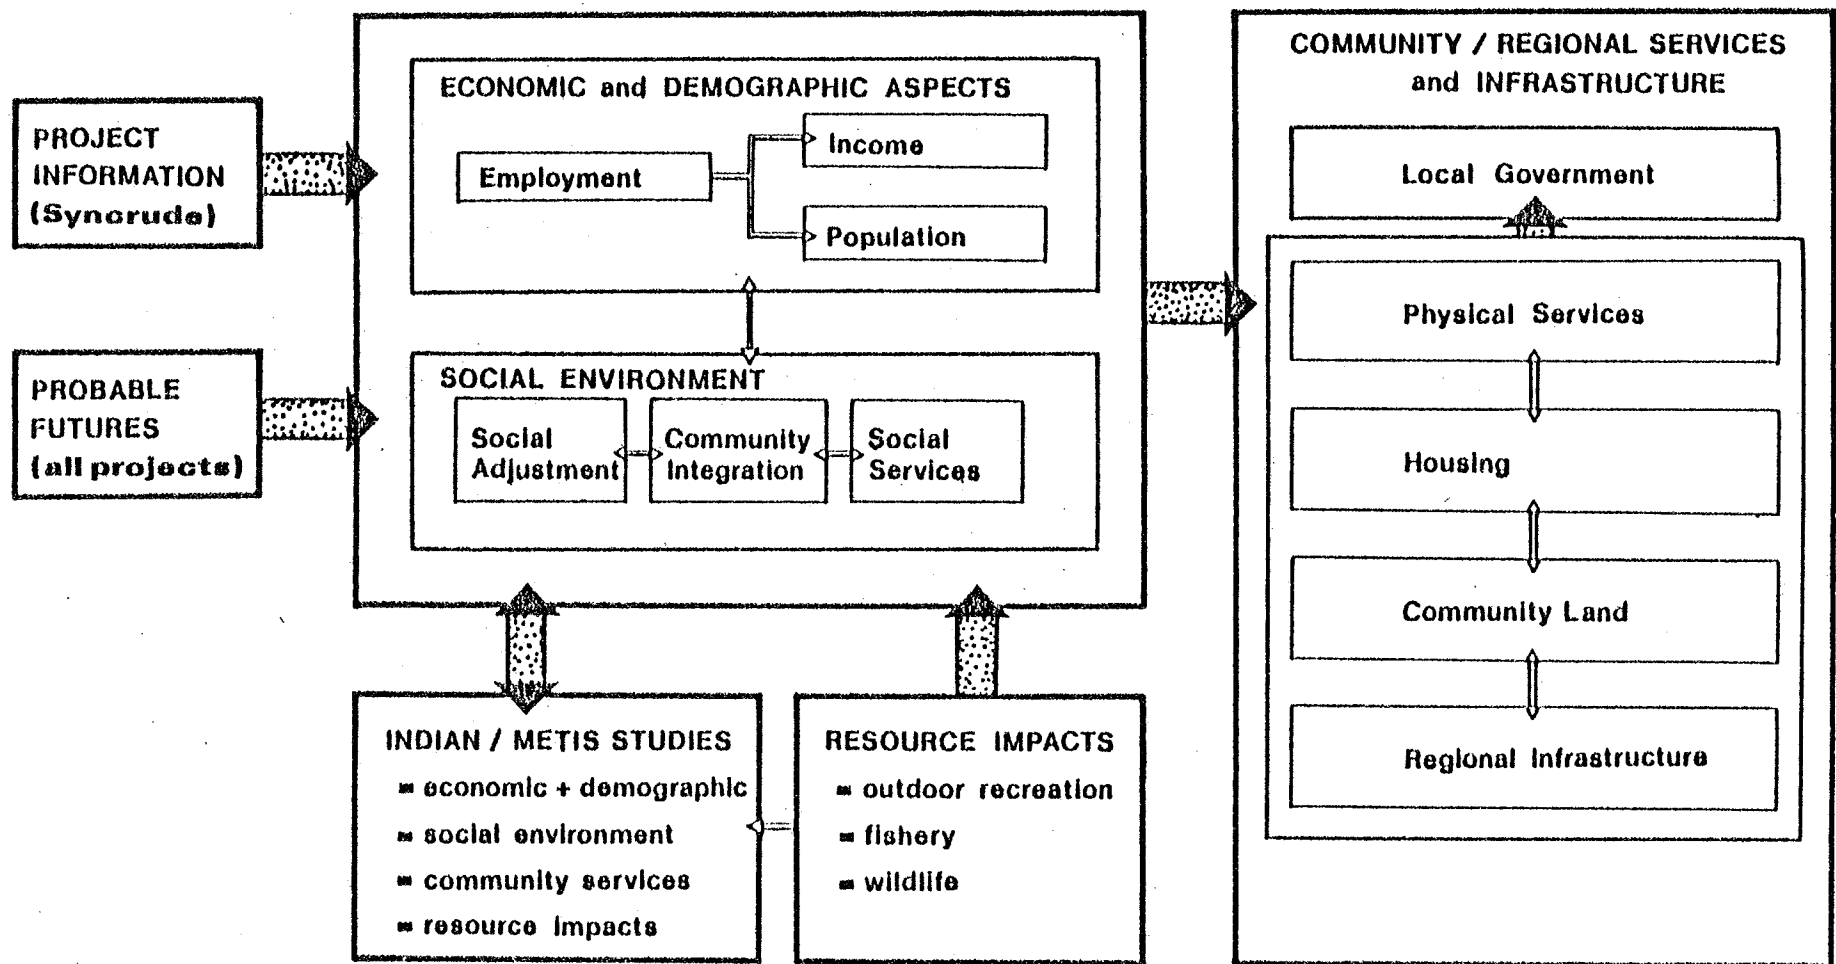 PROJECT
INFORMATION
(Syncrude)
PROBABLE
FUTURES
(all projects)
ECONOMIC and DEMOGRAPHIC ASPECTS
Employment
Income
Population
SOCIAL ENVIRONMENT
Social
Adjustment
Community
Integration
Social
Services
INDIAN / METIS STUDIES
- economic + demographic
- social environment
- community services
- resource impacts
RESOURCE IMPACTS
- outdoor recreation
- fishery
- wildlife
COMMUNITY / REGIONAL SERVICES
and INFRASTRUCTURE
Local Government
Physical Services
Housing
Community Land
Regional Infrastructure